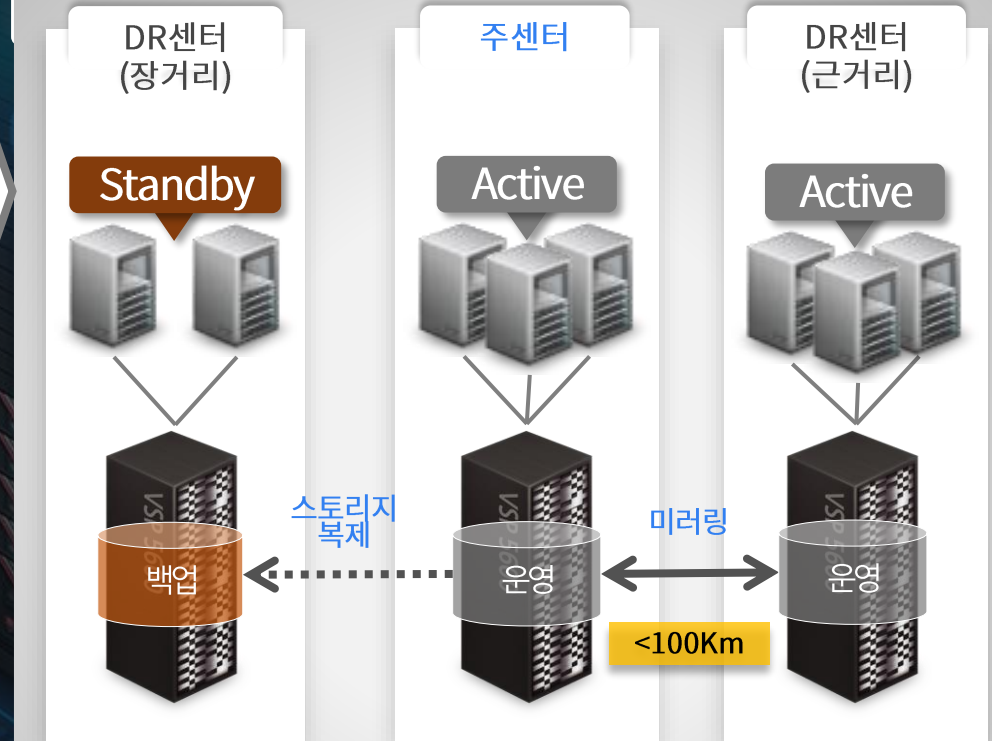 DR센터
(장거리)
주센터
DR센터
(근거리)
Standby
Active
Active
스토리지
복제
미러링
백업
운영
운영
<100Km